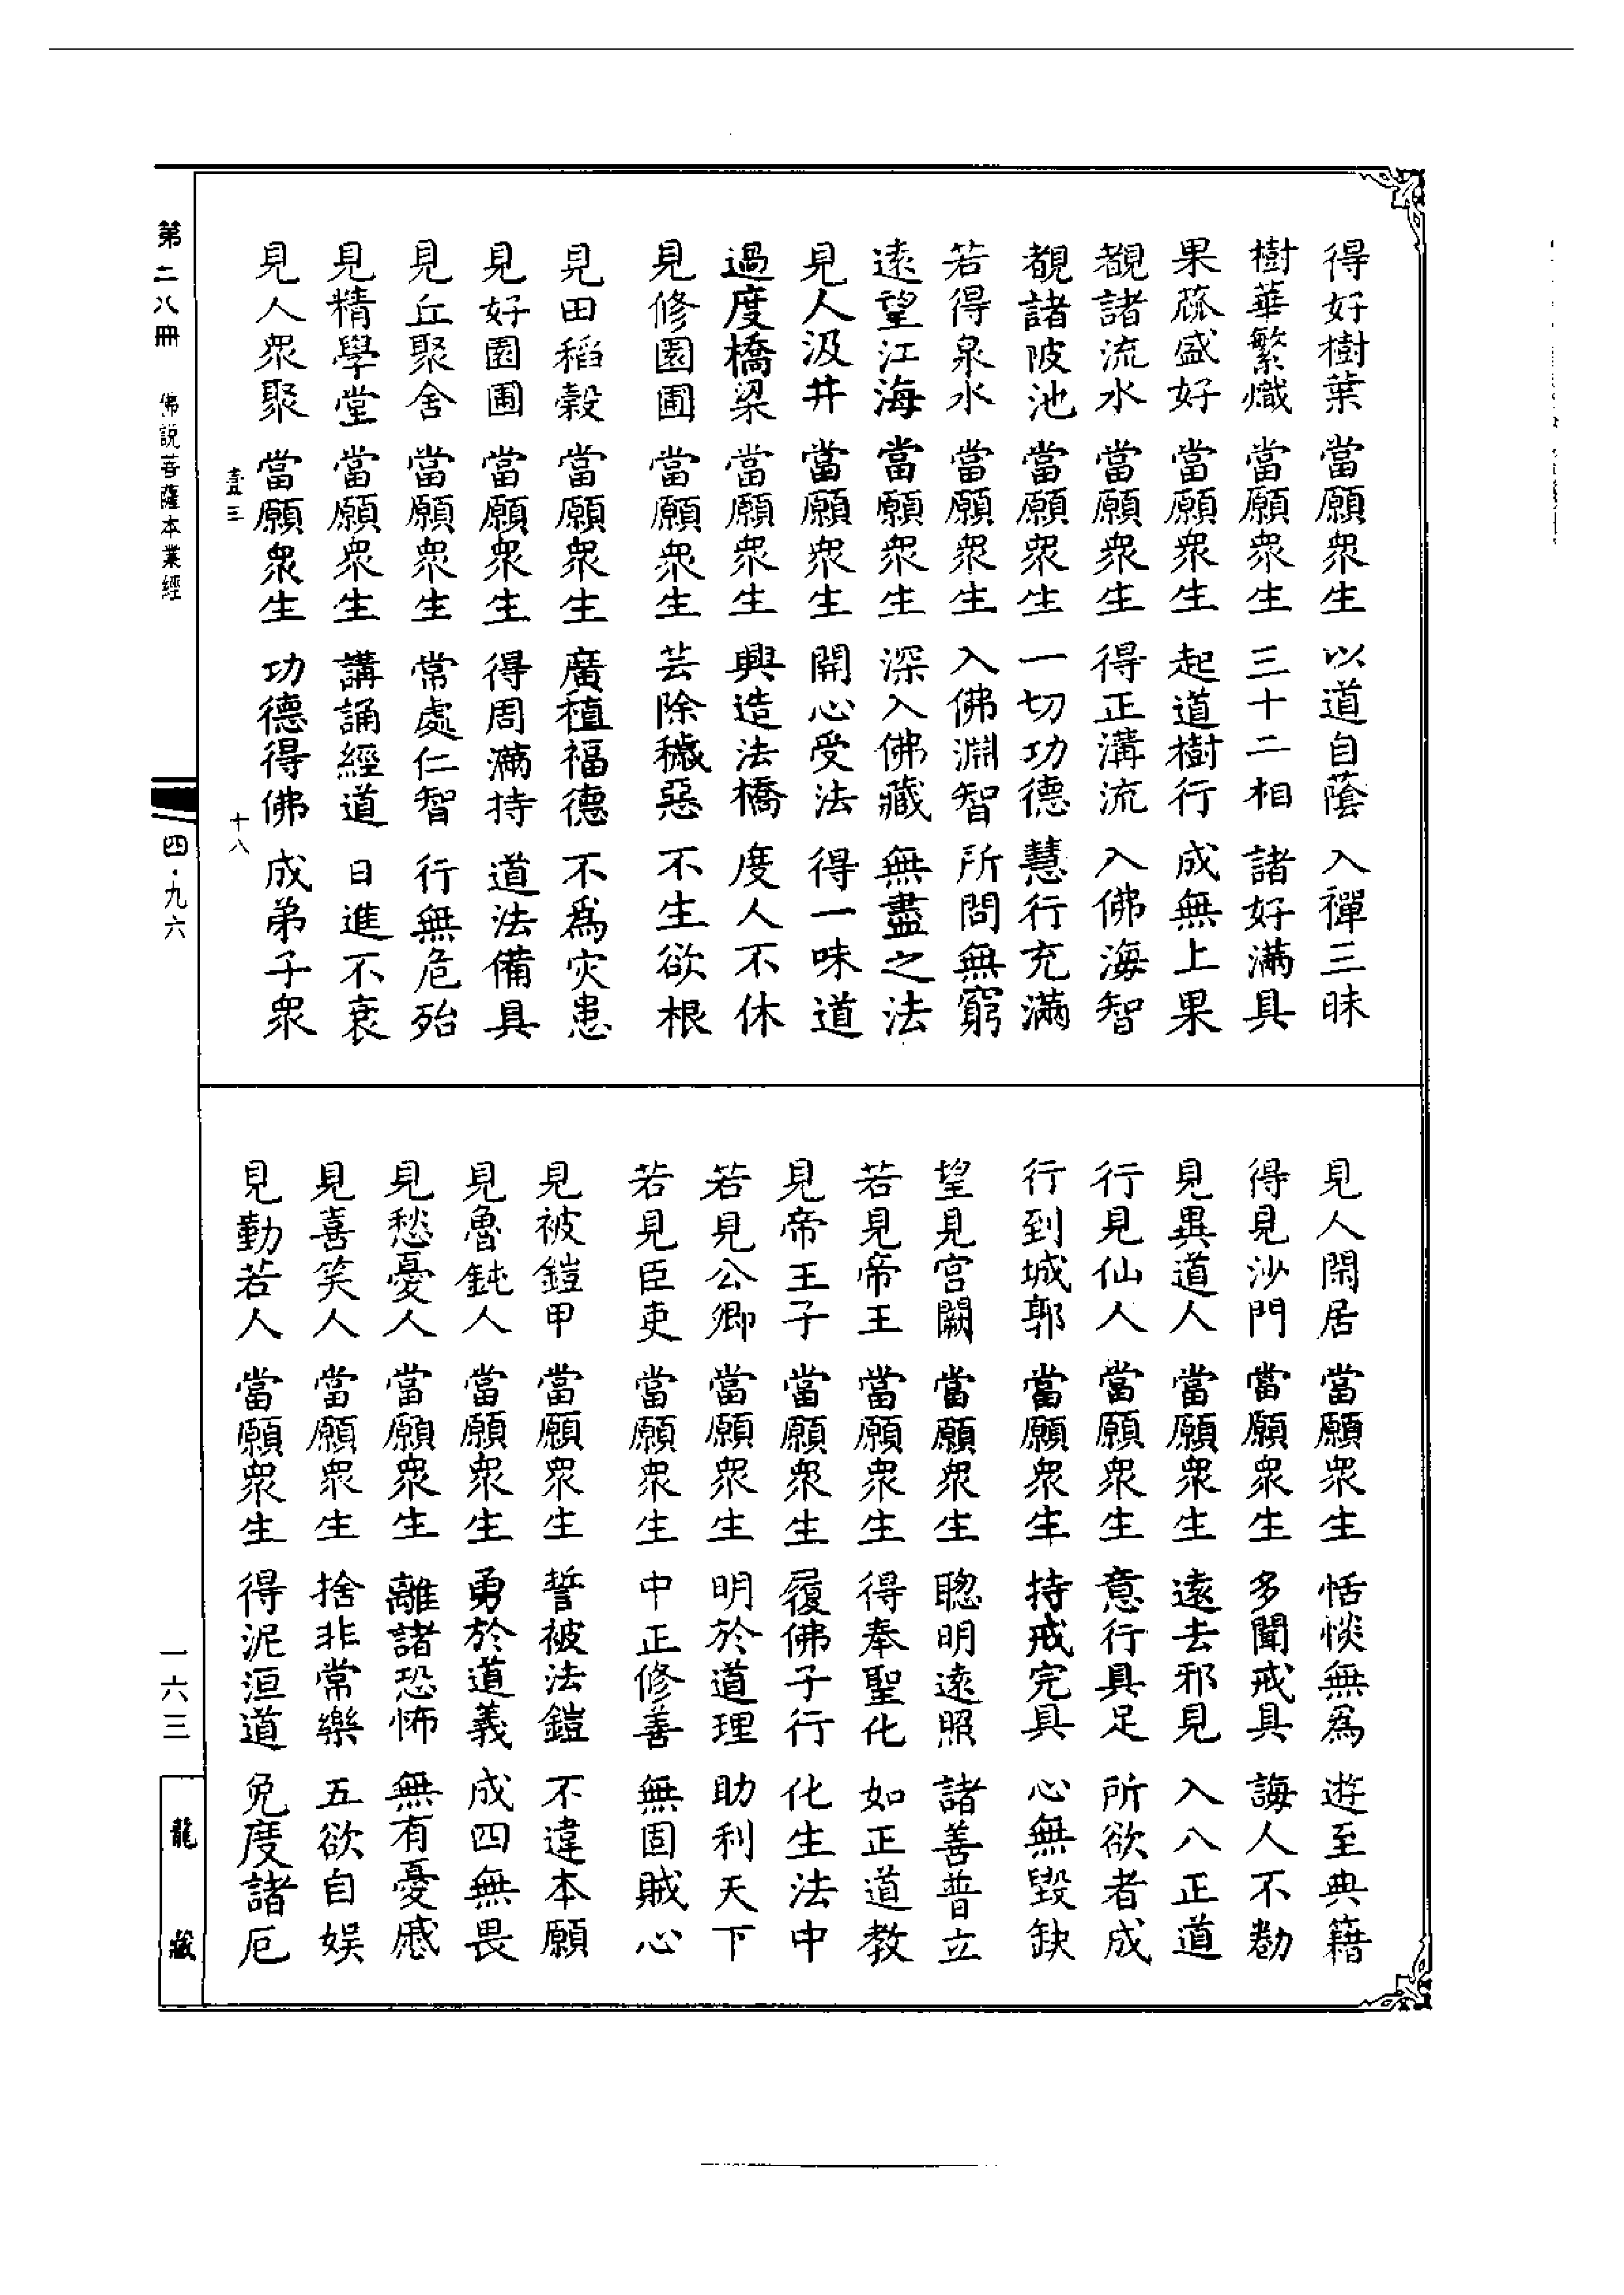 得好樹葉 當願衆生 以道自蔭 入禪三昧
樹華繁熾 當願衆生 三十二相 諸好滿具
果蓏盛好 當願衆生 起道樹行 成無上果
觀諸流水 當願衆生 得正溝流 入佛海智
觀諸陂池 當願衆生 一切功德 慧行充滿
若得泉水 當願衆生 入佛淵智 所問無窮
遠望江海 當願衆生 深入佛藏 無盡之法
見人汲井 當願衆生 開心受法 得一味道
過度橋梁 當願衆生 興造法橋 度人不休
見修園圃 當願衆生 芸除穢惡 不生欲根
見田稻穀 當願衆生 廣植福德 不為灾患
見好園圃 當願衆生 得周滿持 道法備具
見丘聚舍 當願衆生 常處仁智 行無危殆
見精學堂 當願衆生 講誦經道 日進不衰
見人衆聚 當願衆生 功德得佛 成弟子衆
壹三 十八
見人閑居 當願衆生 恬惔無為 遊至典籍
得見沙門 當願衆生 多聞戒具 誨人不勌
見異道人 當願衆生 遠去邪見 入八正道
行見仙人 當願衆生 意行具足 所欲者成
行到城郭 當願衆生 持戒完具 心無毀缺
望見宮闕 當願衆生 聰明遠照 諸善普立
若見帝王 當願衆生 得奉聖化 如正道教
見帝王子 當願衆生 履佛子行 化生法中
若見公卿 當願衆生 明於道理 助利天下
若見臣吏 當願衆生 中正修善 無固賊心
見被鎧甲 當願衆生 誓被法鎧 不違本願
見魯鈍人 當願衆生 勇於道義 成四無畏
見愁憂人 當願衆生 離諸恐怖 無有憂慼
見喜笑人 當願衆生 捨非常樂 五欲自娛
見勤苦人 當願衆生 得泥洹道 免度諸厄
第二八冊 佛説菩薩本業經 四·九六 一六三 龍藏